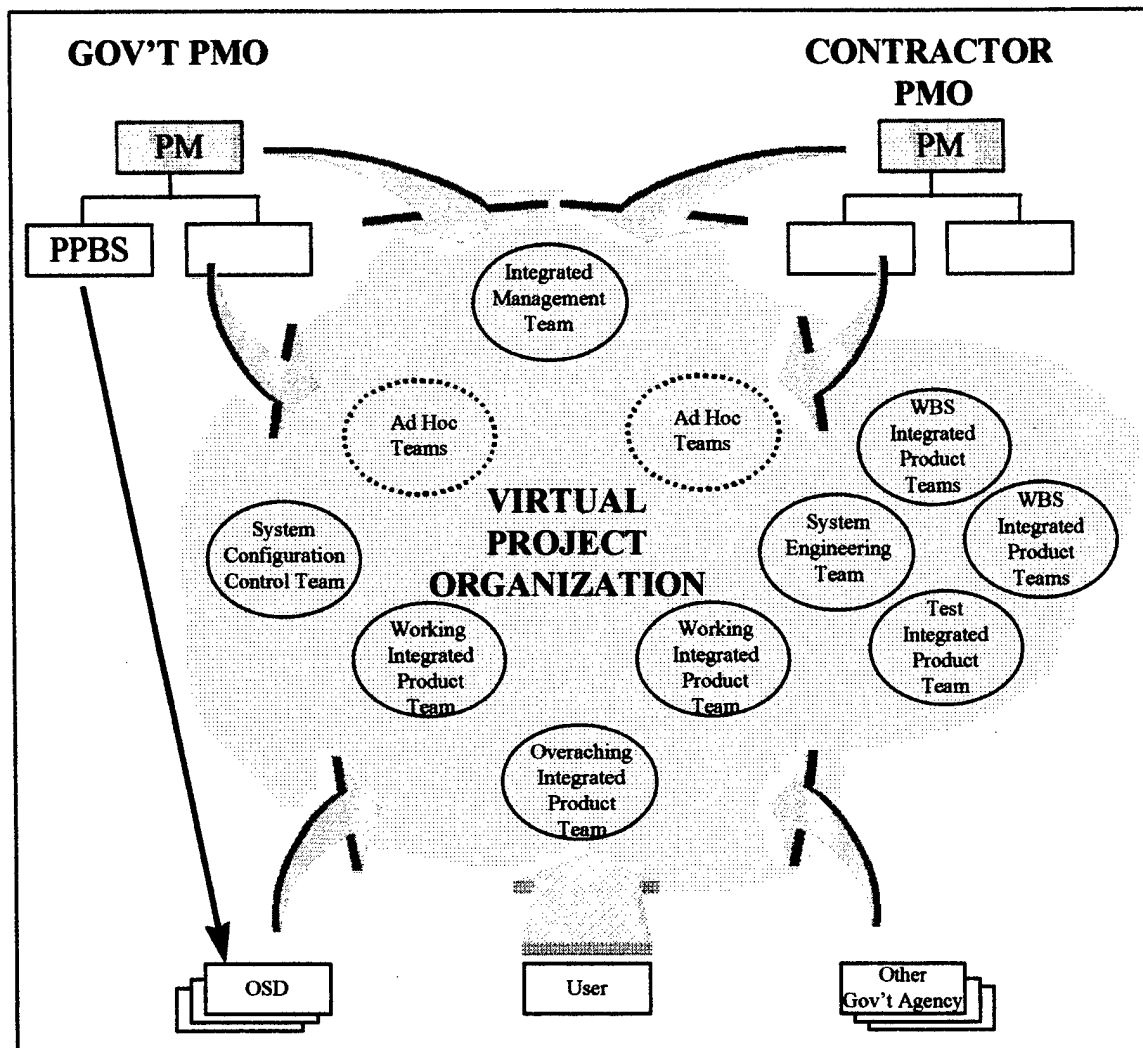 GOV'T PMO
CONTRACTOR
PMO
PM
PM
PPBS
Integrated
Management
Team
Ad Hoc
Teams
Ad Hoc
Teams
WBS
Integrated
Product
Teams
WBS
Integrated
Product
Teams
VIRTUAL
PROJECT
ORGANIZATION
System
Configuration
Control Team
System
Engineering
Team
Working
Integrated
Product
Team
Working
Integrated
Product
Team
Test
Integrated
Product
Team
Overaching
Integrated
Product
Team
OSD
User
Other
Gov't Agency